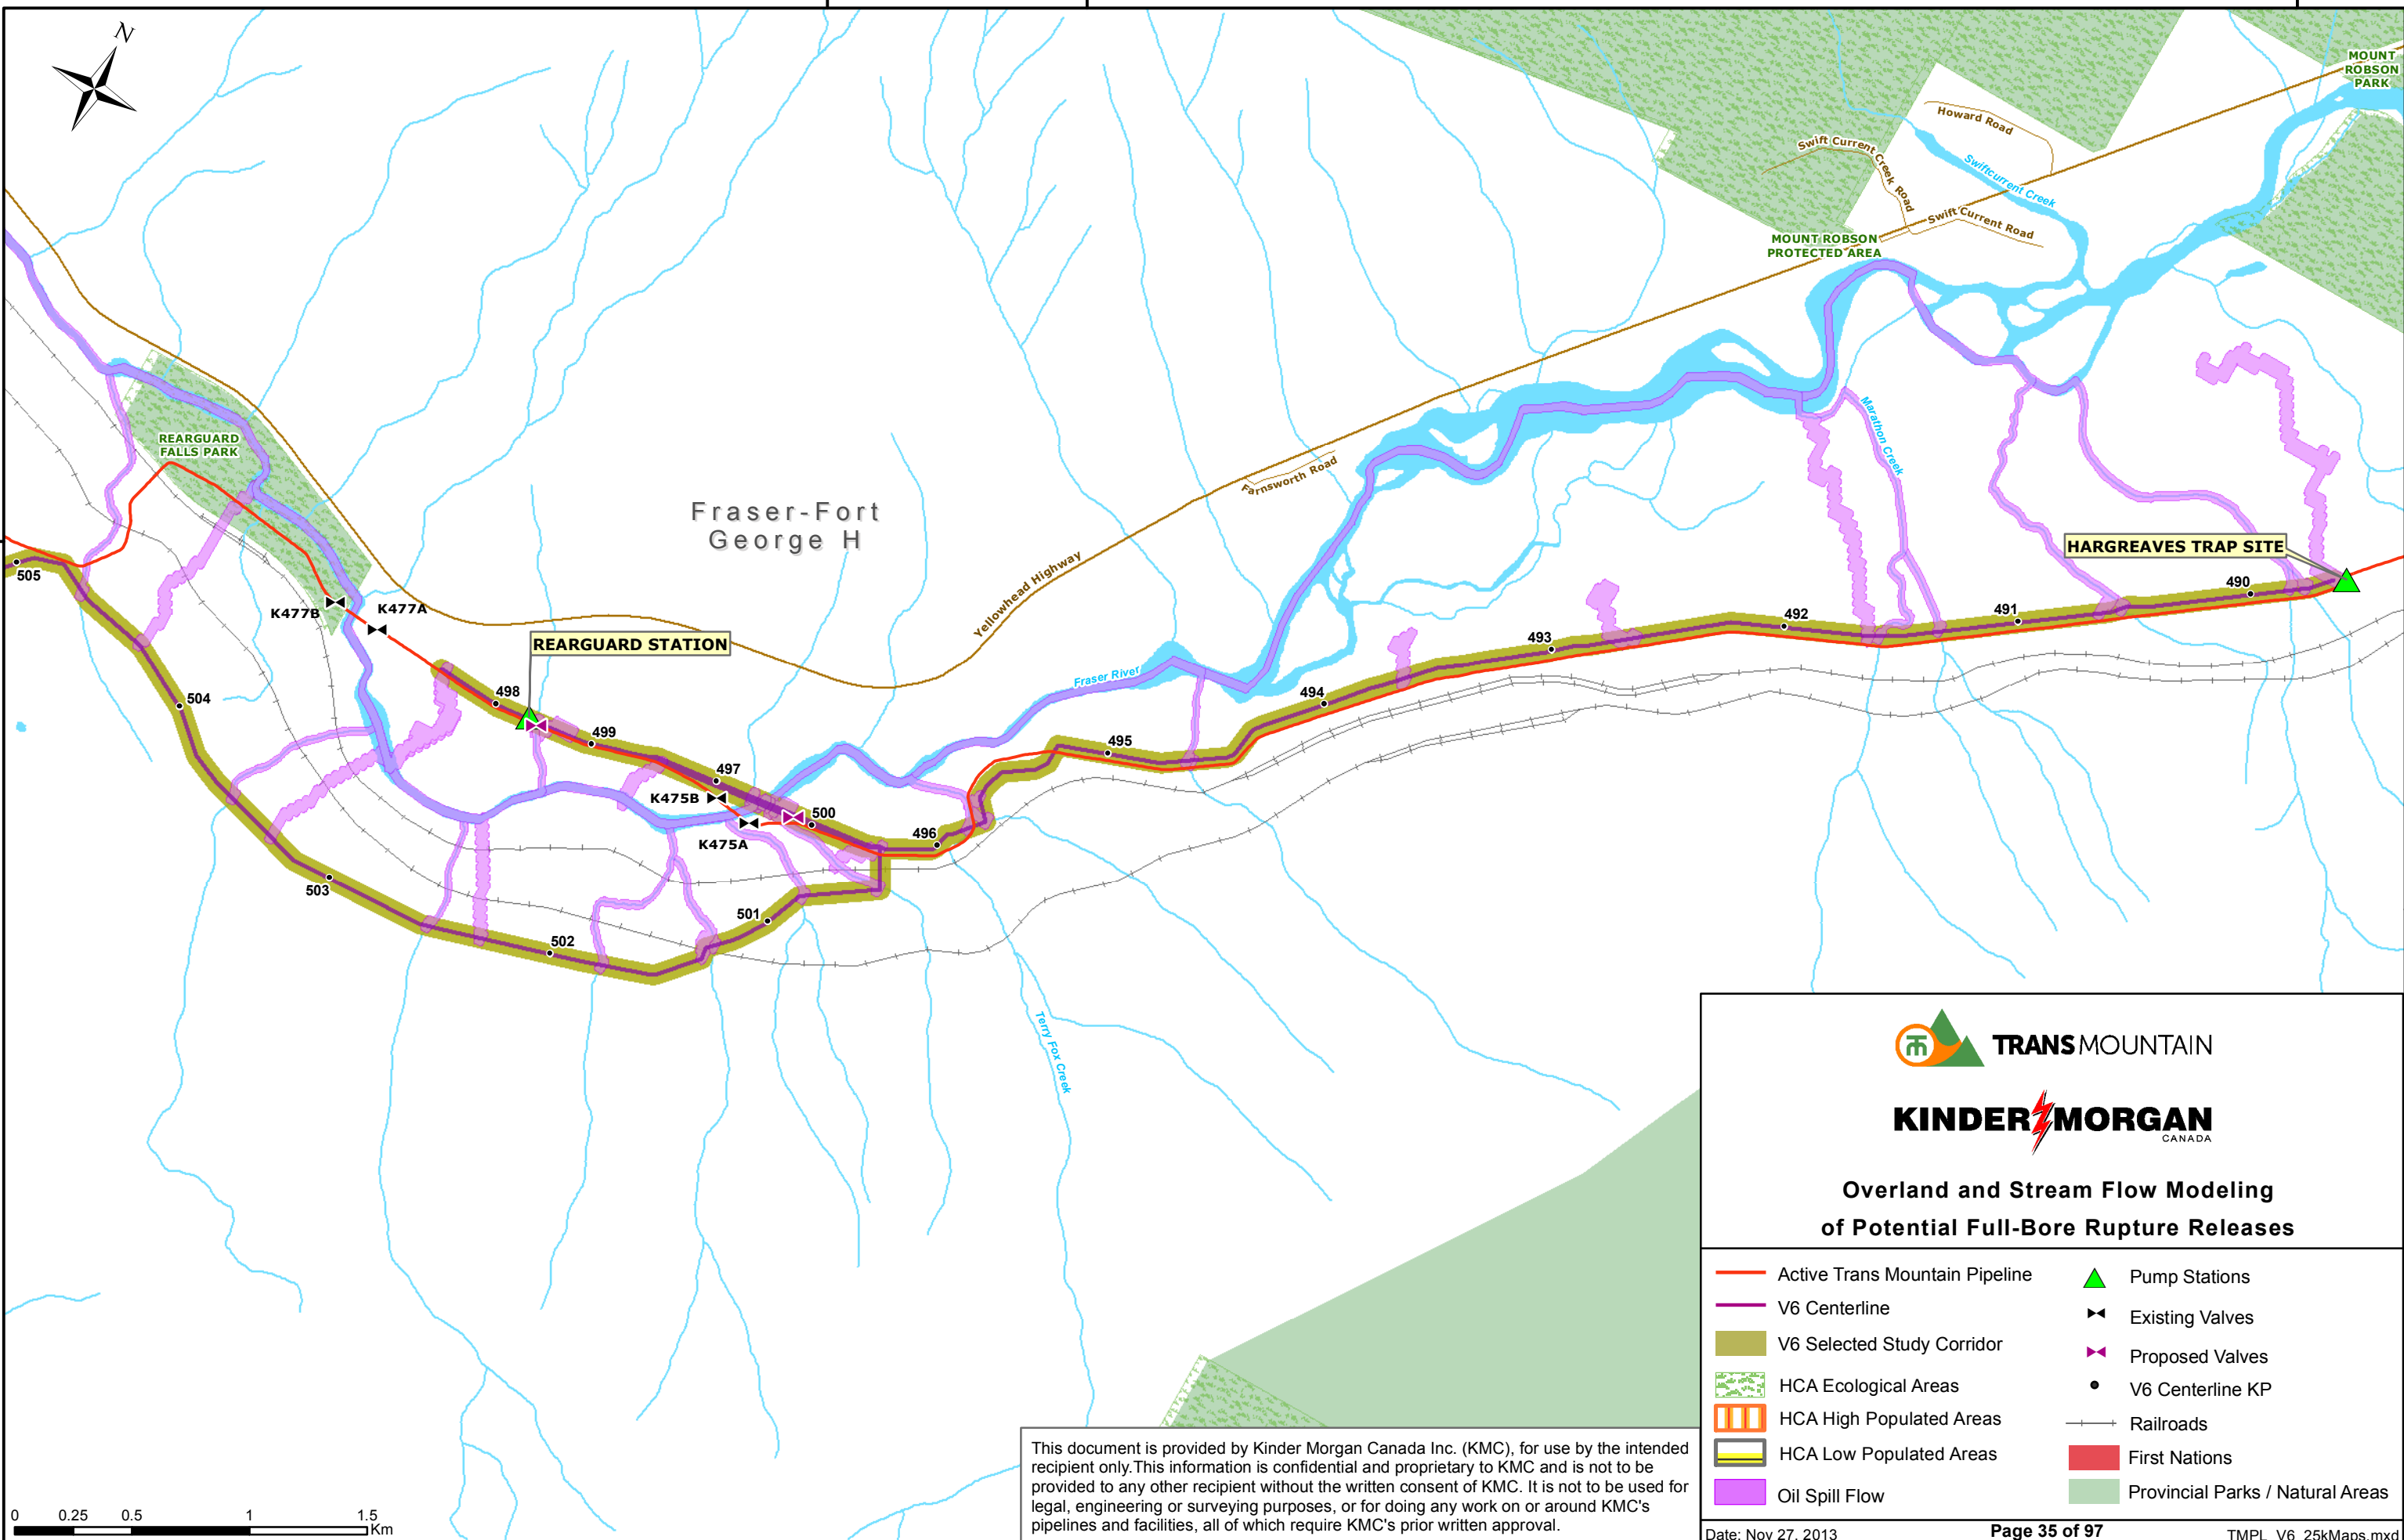 N
MOUNT
ROBSON
PARK
Howard Road
Swift Current Creek Road
Swiftcurrent Creek
Swift Current Road
MOUNT ROBSON
PROTECTED AREA
REARGUARD
FALLS PARK
Marathon Creek
Farnsworth Road
Fraser-Fort
George H
HARGREAVES TRAP SITE
Yellowhead Highway
505
490
K477B
K477A
491
492
REARGUARD STATION
493
Fraser River
504
498
494
499
495
497
K475B
500
496
K475A
503
501
502
Terry Fox Creek
TRANSMOUNTAIN
KINDER MORGAN
CANADA
Overland and Stream Flow Modeling
of Potential Full-Bore Rupture Releases
Active Trans Mountain Pipeline
V6 Centerline
V6 Selected Study Corridor
HCA Ecological Areas
HCA High Populated Areas
HCA Low Populated Areas
Oil Spill Flow
Pump Stations
Existing Valves
Proposed Valves
V6 Centerline KP
Railroads
First Nations
Provincial Parks / Natural Areas
This document is provided by Kinder Morgan Canada Inc. (KMC), for use by the intended
recipient only.This information is confidential and proprietary to KMC and is not to be
provided to any other recipient without the written consent of KMC. It is not to be used for
legal, engineering or surveying purposes, or for doing any work on or around KMC's
pipelines and facilities, all of which require KMC's prior written approval.
0 0.25 0.5 1 1.5
Km
Date: Nov 27, 2013
Page 35 of 97
TMPL_V6_25kMaps.mxd